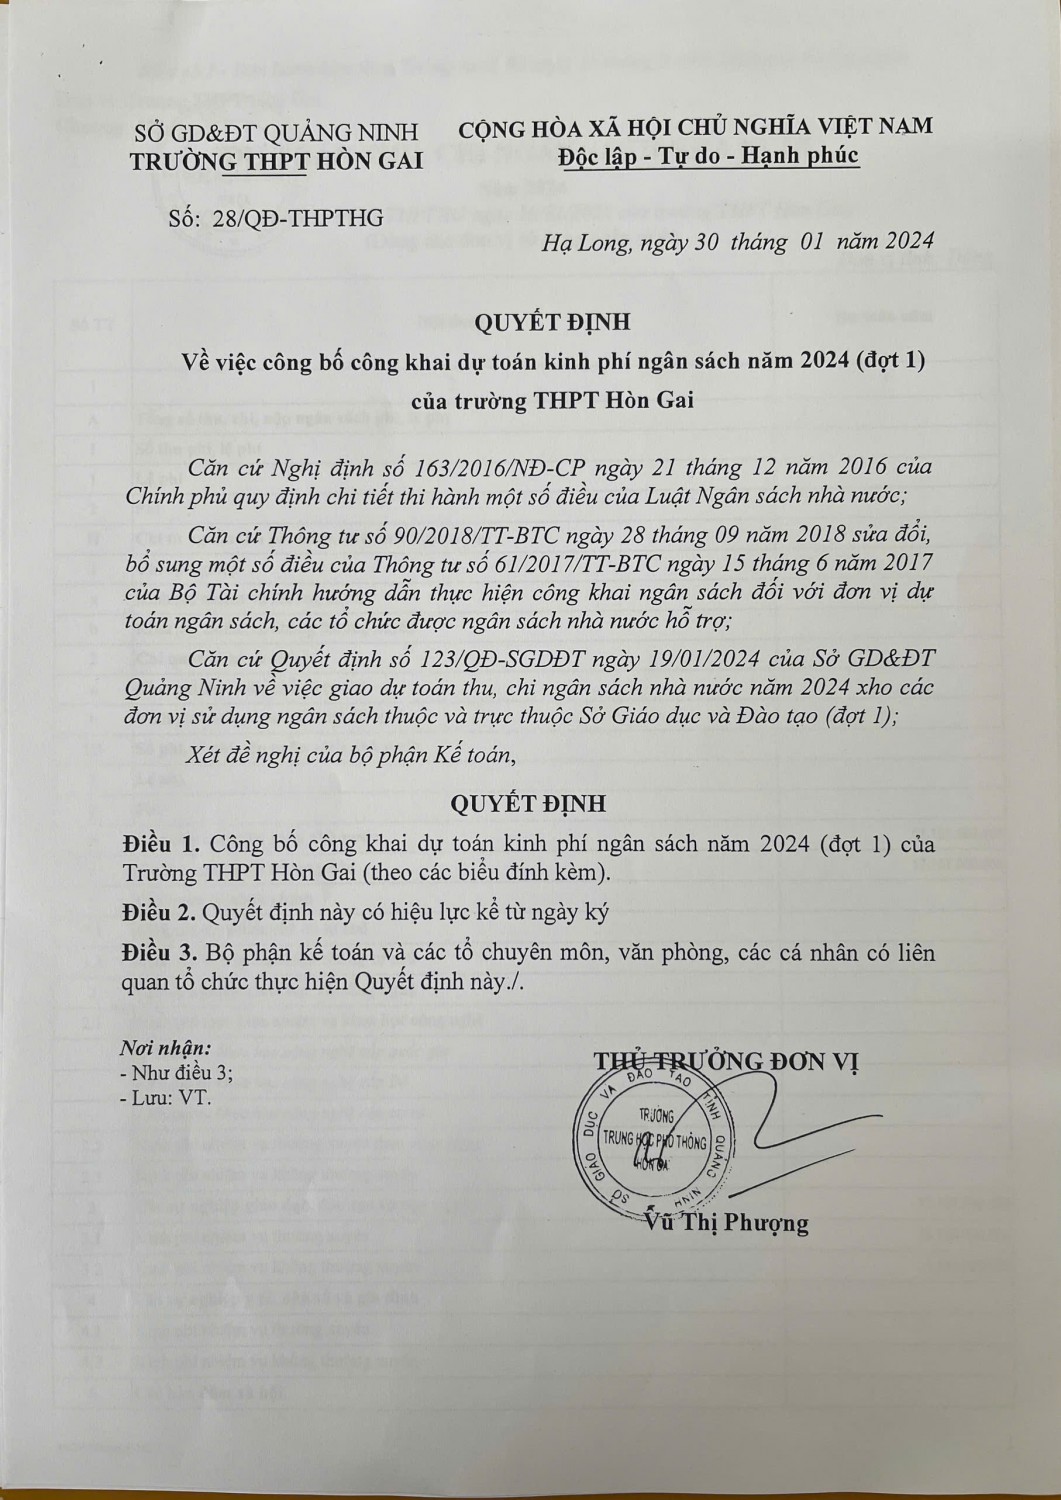 SỞ GD&ĐT QUẢNG NINH
TRƯỜNG THPT HÒN GAI
CỘNG HÒA XÃ HỘI CHỦ NGHĨA VIỆT NAM
Độc lập - Tự do - Hạnh phúc
Số: 28/QĐ-THPTHG
Hạ Long, ngày 30 tháng 01 năm 2024
QUYẾT ĐỊNH
Về việc công bố công khai dự toán kinh phí ngân sách năm 2024 (đợt 1)
của trường THPT Hòn Gai
Căn cứ Nghị định số 163/2016/NĐ-CP ngày 21 tháng 12 năm 2016 của
Chính phủ quy định chi tiết thi hành một số điều của Luật Ngân sách nhà nước;
Căn cứ Thông tư số 90/2018/TT-BTC ngày 28 tháng 09 năm 2018 sửa đổi,
bổ sung một số điều của Thông tư số 61/2017/TT-BTC ngày 15 tháng 6 năm 2017
của Bộ Tài chính hướng dẫn thực hiện công khai ngân sách đối với đơn vị dự
toán ngân sách, các tổ chức được ngân sách nhà nước hỗ trợ;
Căn cứ Quyết định số 123/QĐ-SGDĐT ngày 19/01/2024 của Sở GD&ĐT
Quảng Ninh về việc giao dự toán thu, chi ngân sách nhà nước năm 2024 xho các
đơn vị sử dụng ngân sách thuộc và trực thuộc Sở Giáo dục và Đào tạo (đợt 1);
Xét đề nghị của bộ phận Kế toán,
QUYẾT ĐỊNH
Điều 1. Công bố công khai dự toán kinh phí ngân sách năm 2024 (đợt 1) của
Trường THPT Hòn Gai (theo các biểu đính kèm).
Điều 2. Quyết định này có hiệu lực kể từ ngày ký
Điều 3. Bộ phận kế toán và các tổ chuyên môn, văn phòng, các cá nhân có liên
quan tổ chức thực hiện Quyết định này./.
Nơi nhận:
- Như điều 3;
- Lưu: VT.
THỦ TRƯỞNG ĐƠN VỊ
SỞ GIÁO DỤC VÀ ĐÀO TẠO TỈNH QUẢNG NINH
TRƯỜNG
TRUNG HỌC PHỔ THÔNG
Vũ Thị Phượng